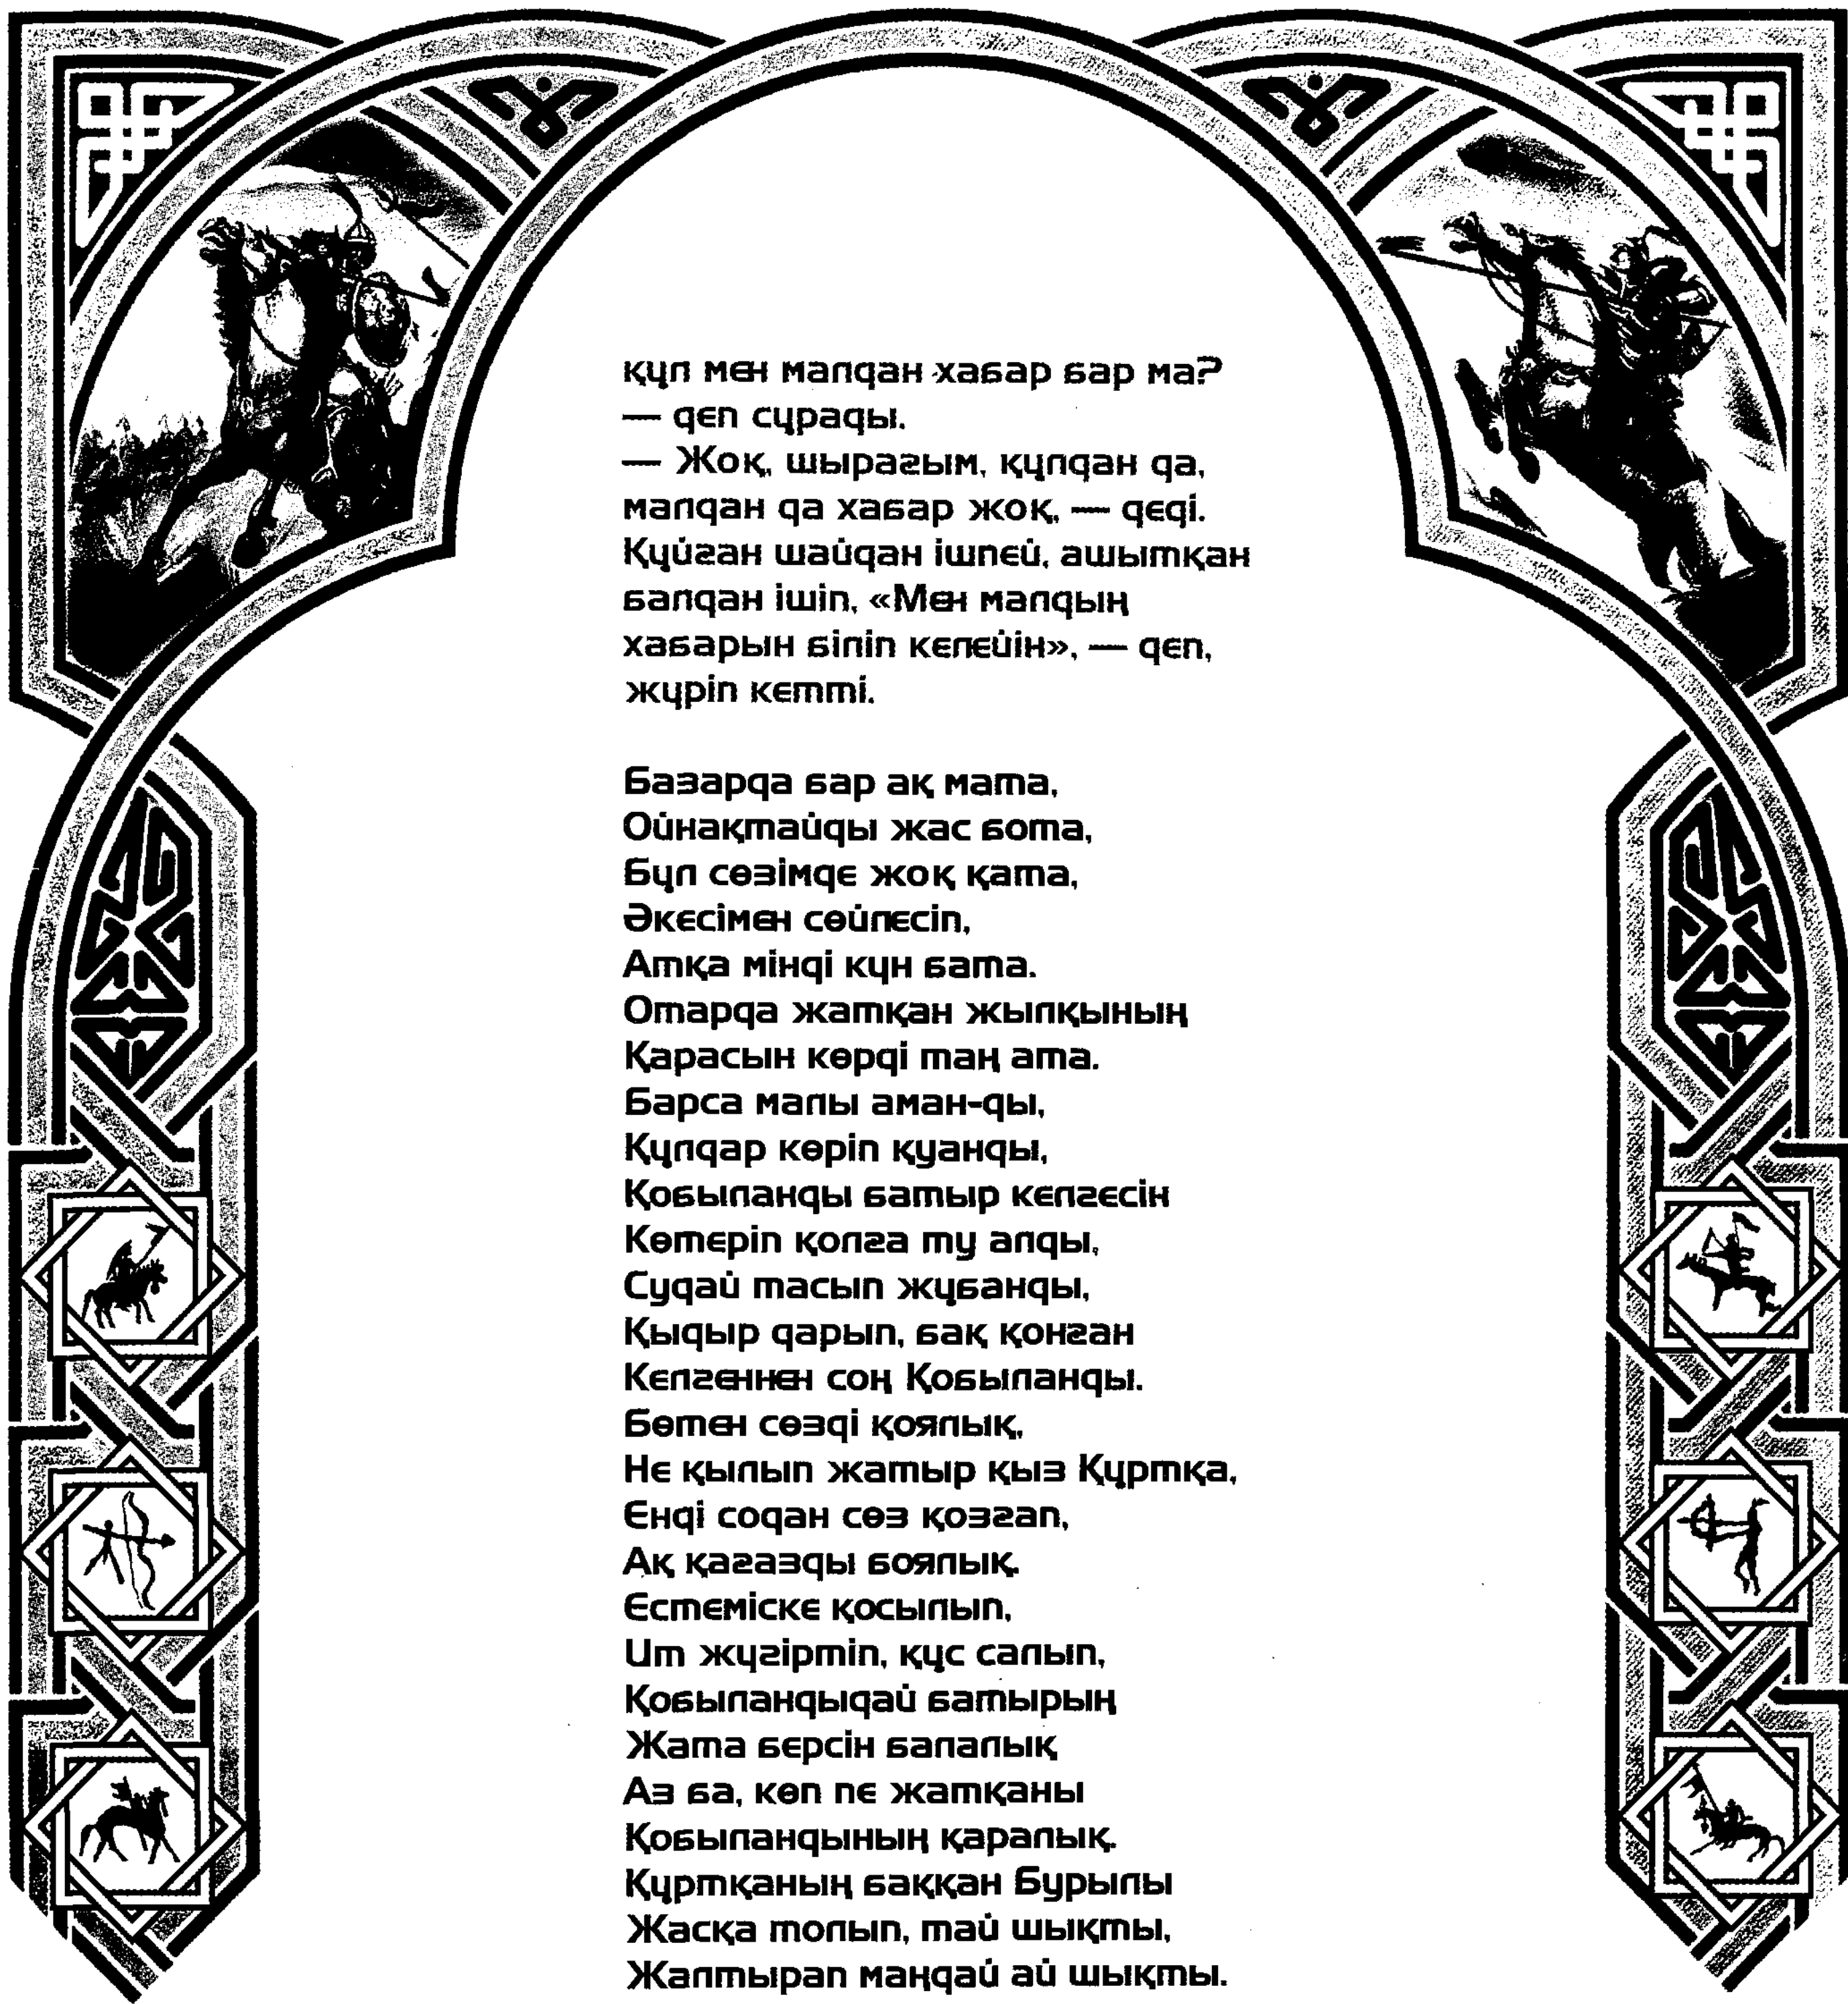 құл мен малдан хабар бар ма?
— деп сұрады.
— Жоқ, шырағым, құлдан да,
малдан да хабар жоқ, — деді.
Құйған шайдан ішпей, ашытқан
балдан ішіп, «Мен малдың
хабарын біліп келейін», — деп,
жүріп кетті.
Базарда бар ақ мата,
Ойнақтайды жас бота,
Бұл сөзімде жоқ қата,
Әкесімен сөйлесіп,
Атқа мінді күн бата.
Отарда жатқан жылқының
Қарасын көрді таң ата.
Барса малы аман-ды,
Құлдар көріп қуанды,
Қобыланды батыр келгесін
Көтеріп қолға ту алды,
Судай тасып жұбанды,
Қыдыр дарып, бақ қонған
Келгеннен соң Қобыланды.
Бөтен сөзді қоялық,
Не қылып жатыр қыз Құртқа,
Енді содан сөз қозғап,
Ақ қағазды боялық.
Естеміске қосылып,
Ит жүгіртіп, құс салып,
Қобыландыдай батырың
Жата берсін балалық
Аз ба, көп пе жатқаны
Қобыландының қаралық.
Құртқаның баққан Бурылы
Жасқа толып, тай шықты,
Жалтырап маңдай ай шықты.